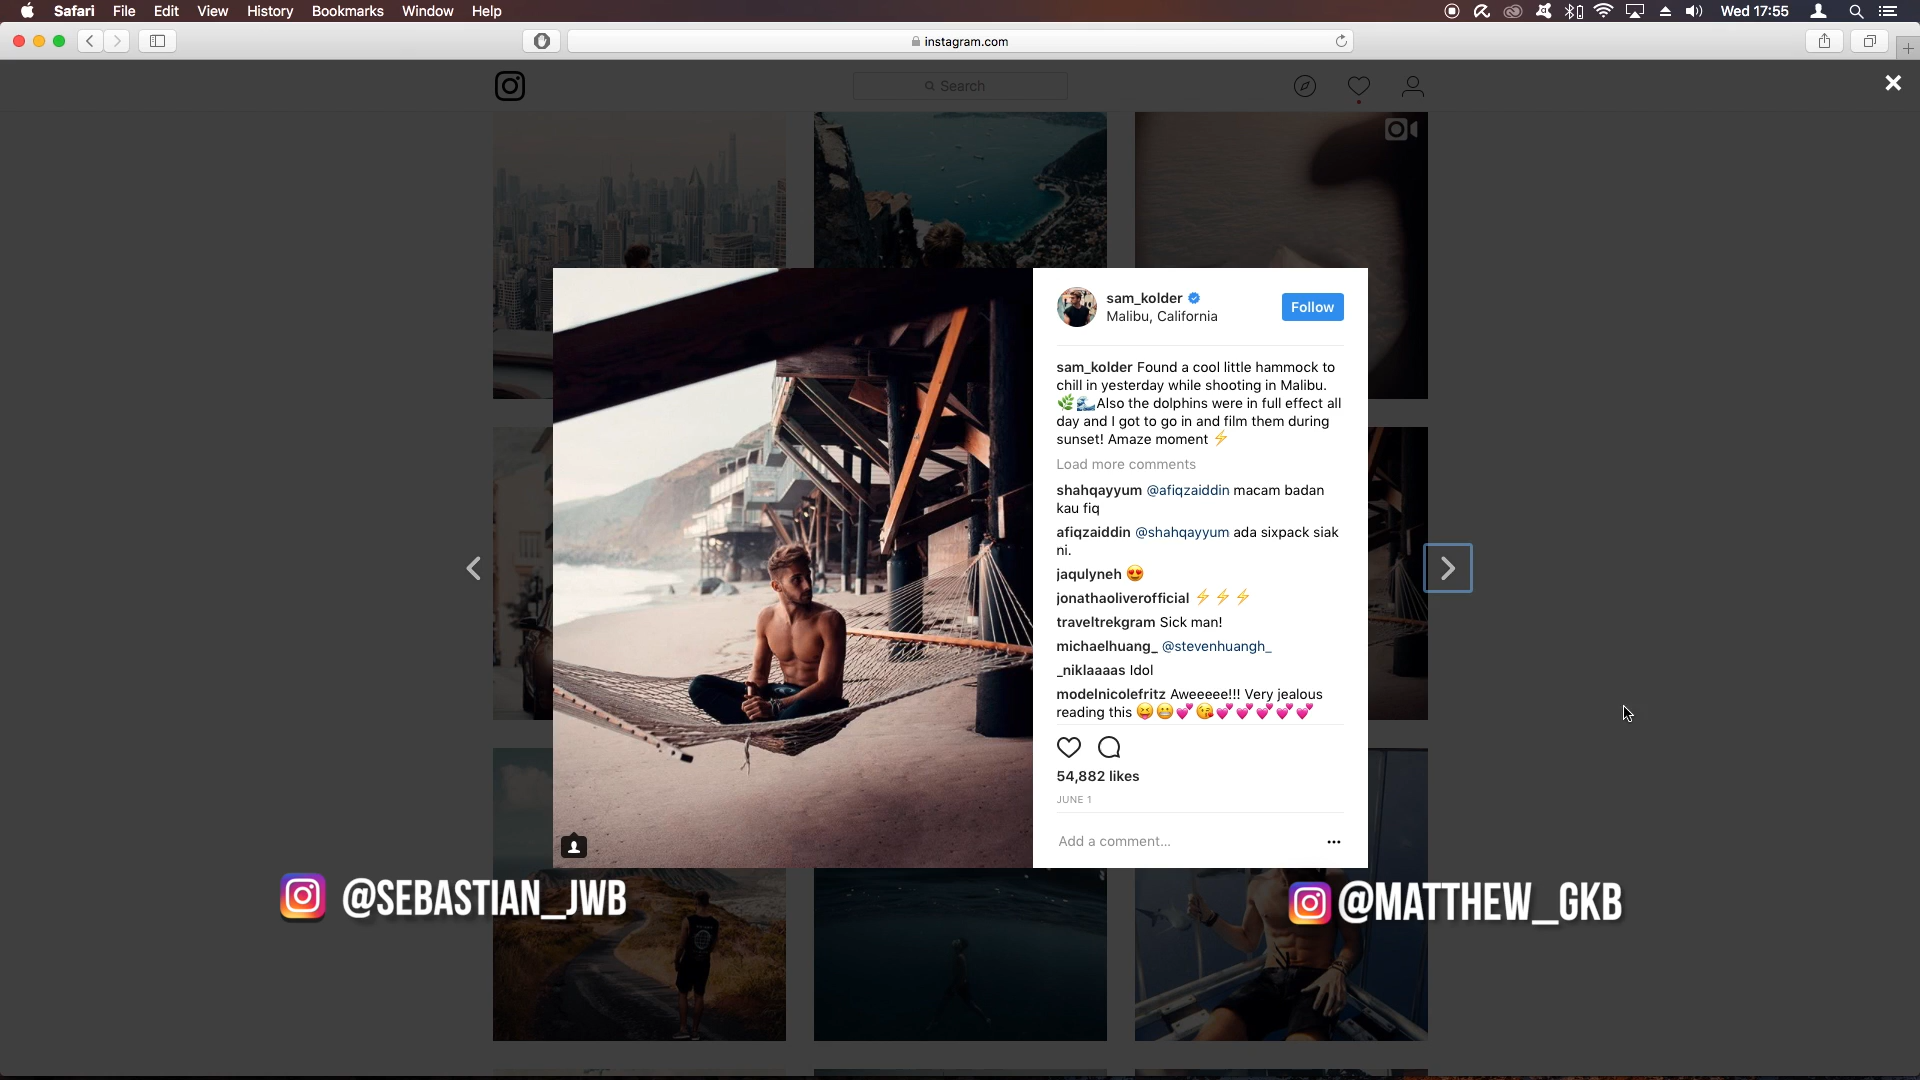 Safari File Edit View History Bookmarks Window Help
Wed 17:55
instagram.com
Search
sam_kolder
Malibu, California
Follow
sam_kolder Found a cool little hammock to
chill in yesterday while shooting in Malibu.
🌿🌊Also the dolphins were in full effect all
day and I got to go in and film them during
sunset! Amaze moment ⚡
Load more comments
shahqayyum @afiqzaiddin macam badan
kau fiq
afiqzaiddin @shahqayyum ada sixpack siak
ni.
jaqulyneh 😍
jonathaoliverofficial ⚡⚡⚡
traveltrekgram Sick man!
michaelhuang_ @stevenhuangh_
_niklaaaas Idol
modelnicolefritz Aweeeee!!! Very jealous
reading this 😝😬💕😘💕💕💕💕💕
54,882 likes
JUNE 1
Add a comment...
@SEBASTIAN_JWB
@MATTHEW_GKB